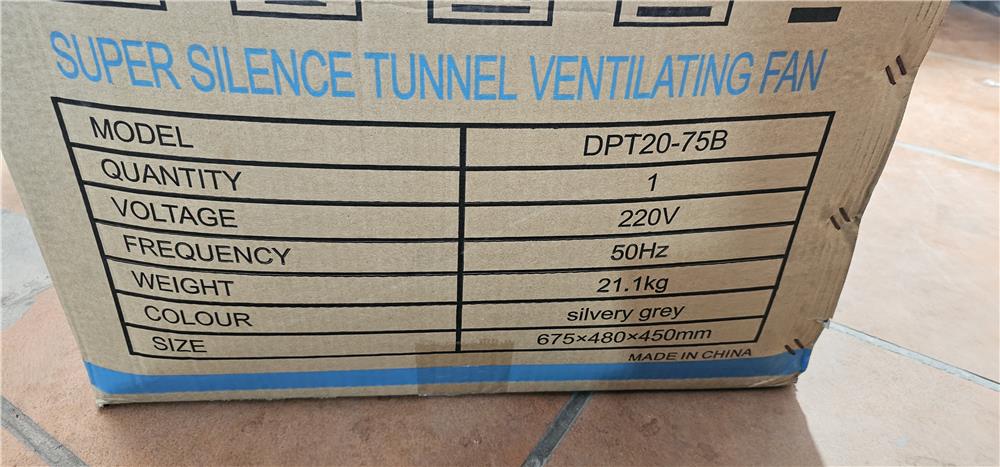 SUPER SILENCE TUNNEL VENTILATING FAN
MODEL DPT20-75B
QUANTITY 1
VOLTAGE 220V
FREQUENCY 50Hz
WEIGHT 21.1kg
COLOUR silvery grey
SIZE 675×480×450mm
MADE IN CHINA